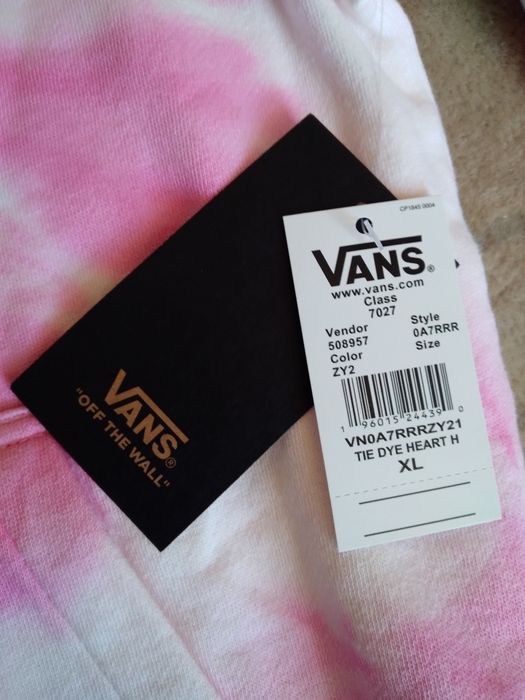 VANS®
"OFF THE WALL"
CP1845 0004
VANS®
www.vans.com
Class
7027
Vendor Style
508957 0A7RRR
Color Size
ZY2
1 96015 24439 0
VN0A7RRRZY21
TIE DYE HEART H
XL